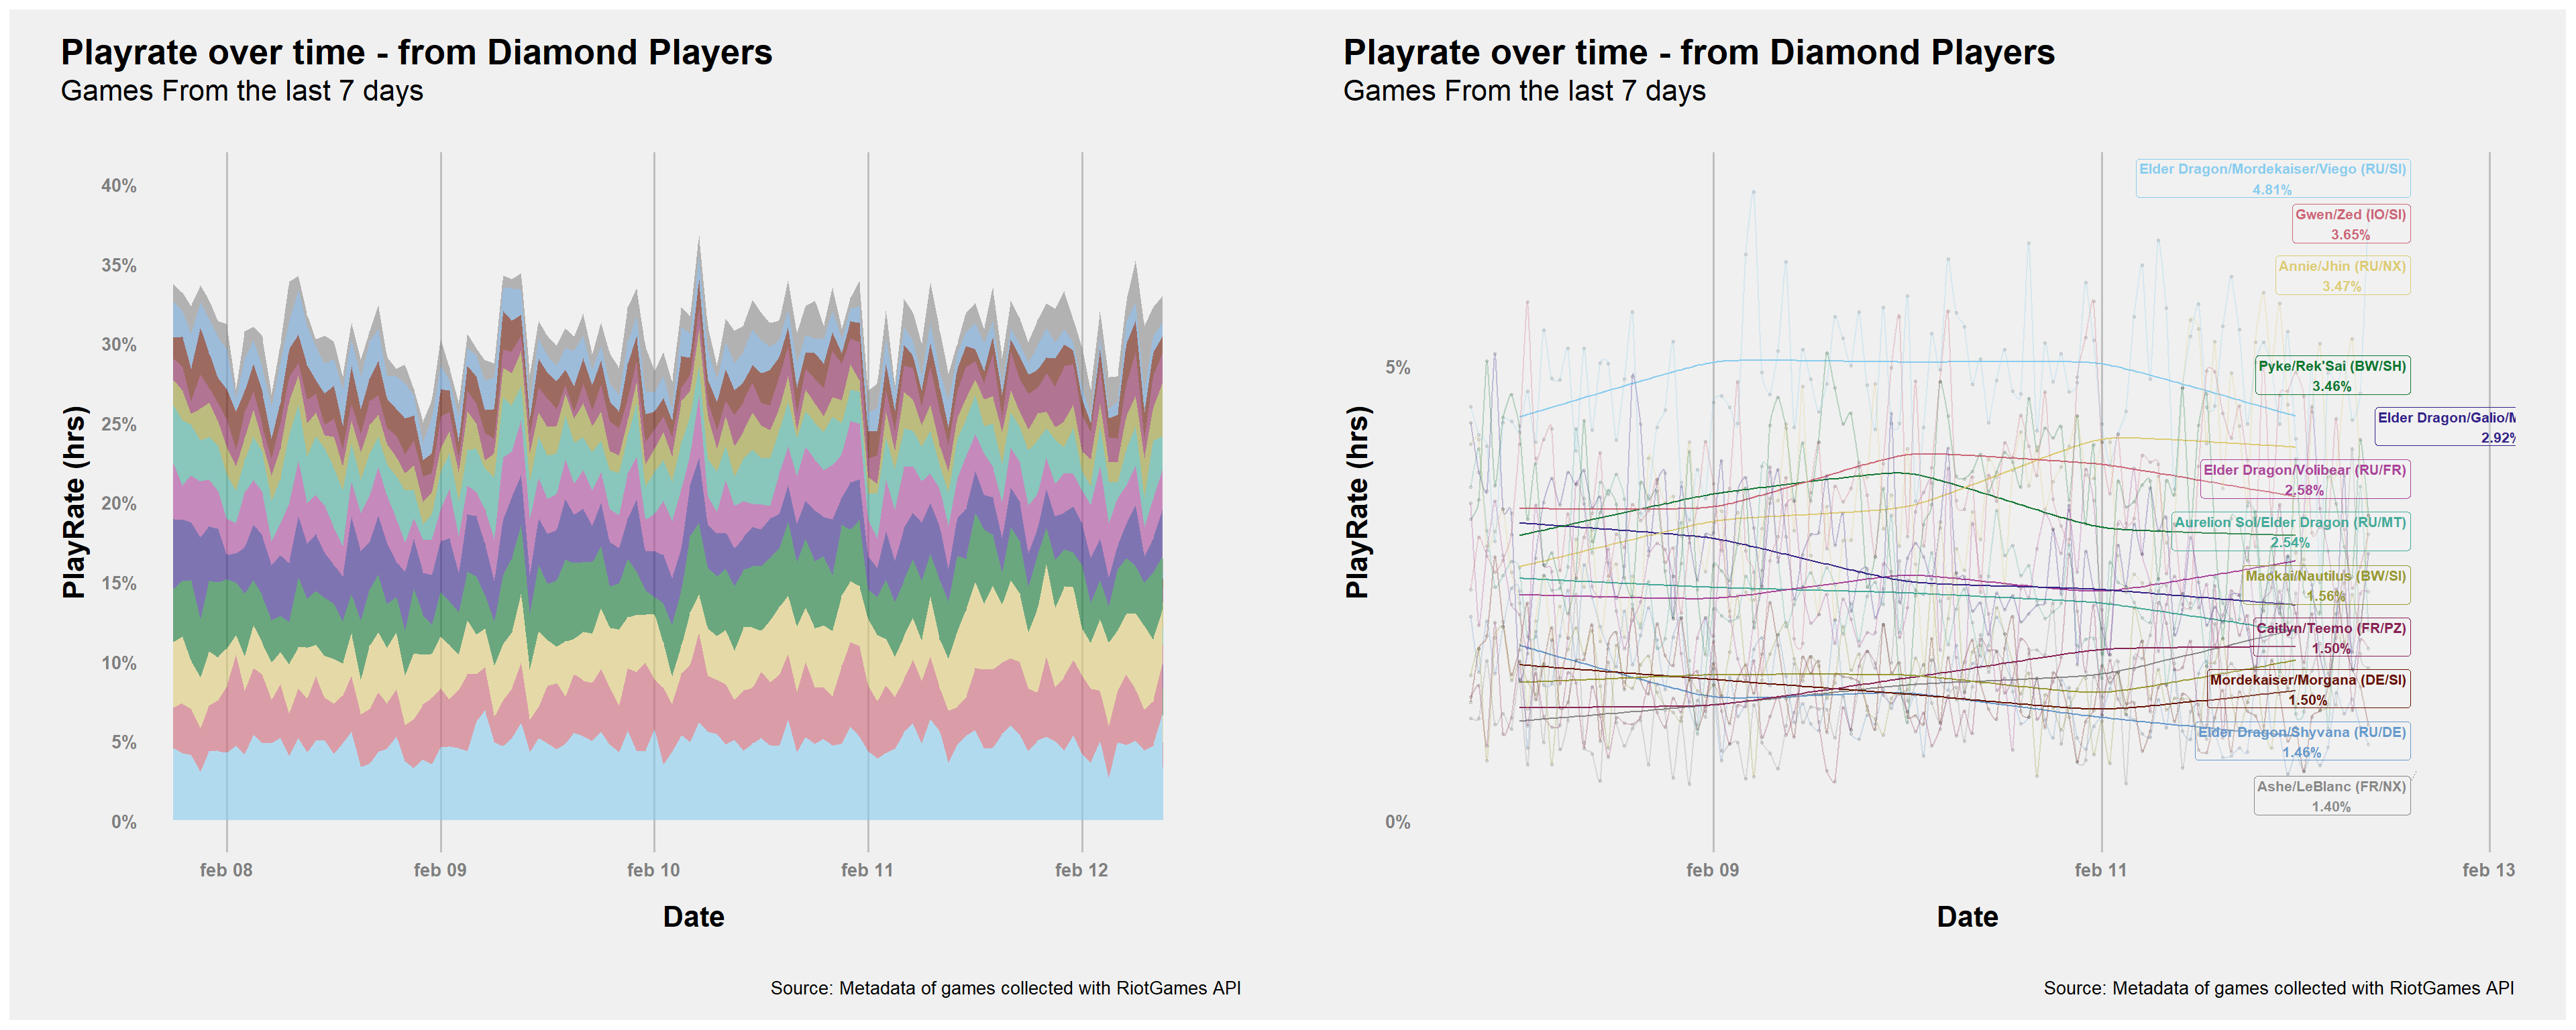 Playrate over time - from Diamond Players
Games From the last 7 days
PlayRate (hrs)
40%
35%
30%
25%
20%
15%
10%
5%
0%
feb 08
feb 09
feb 10
feb 11
feb 12
Date
Source: Metadata of games collected with RiotGames API
Playrate over time - from Diamond Players
Games From the last 7 days
PlayRate (hrs)
5%
0%
Elder Dragon/Mordekaiser/Viego (RU/SI)
4.81%
Gwen/Zed (IO/SI)
3.65%
Annie/Jhin (RU/NX)
3.47%
Pyke/Rek'Sai (BW/SH)
3.46%
Elder Dragon/Galio/
2.92%
Elder Dragon/Volibear (RU/FR)
2.58%
Aurelion Sol/Elder Dragon (RU/MT)
2.54%
Maokai/Nautilus (BW/SI)
1.56%
Caitlyn/Teemo (FR/PZ)
1.50%
Mordekaiser/Morgana (DE/SI)
1.50%
Elder Dragon/Shyvana (RU/DE)
1.46%
Ashe/LeBlanc (FR/NX)
1.40%
feb 09
feb 11
feb 13
Date
Source: Metadata of games collected with RiotGames API